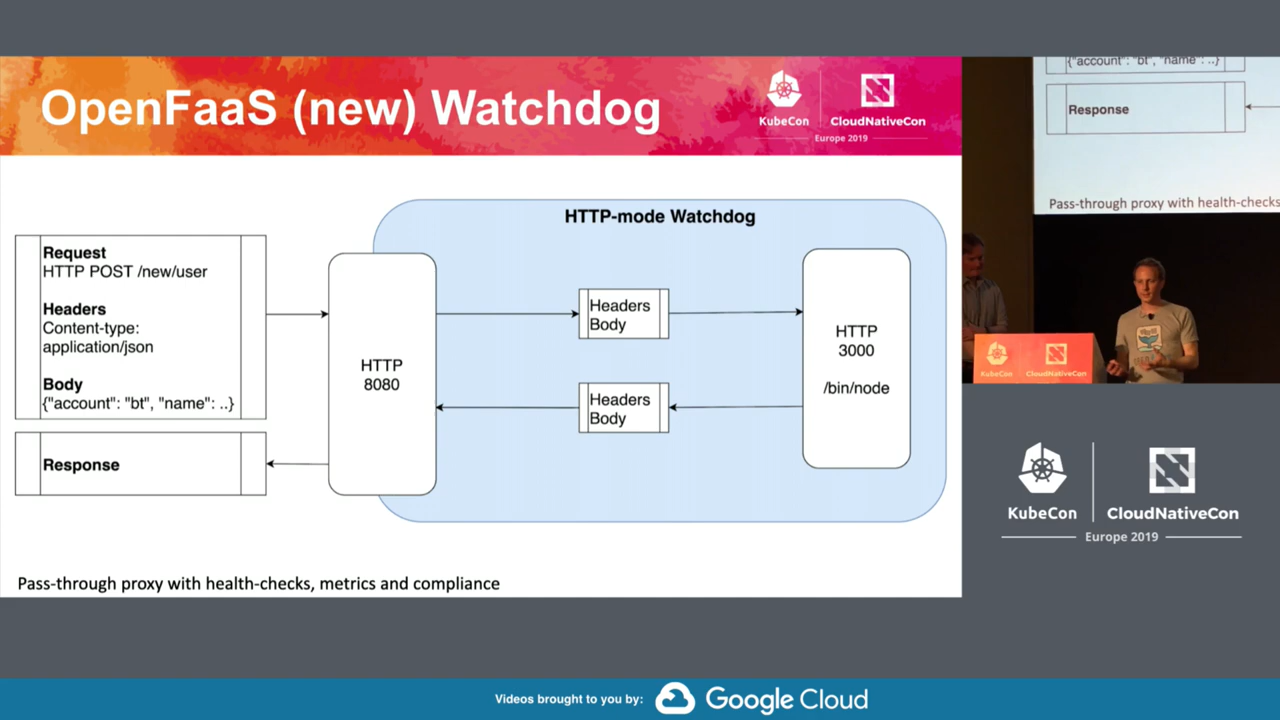 OpenFaaS (new) Watchdog
KubeCon
CloudNativeCon
Europe 2019
HTTP-mode Watchdog
Request
HTTP POST /new/user
Headers
Content-type:
application/json
Body
{"account": "bt", "name": ..}
Response
HTTP
8080
Headers
Body
Headers
Body
HTTP
3000
/bin/node
Pass-through proxy with health-checks, metrics and compliance
{"account": "bt", "name": ..}
Response
Pass-through proxy with health-checks
KubeCon
CloudNativeCon
KubeCon
CloudNativeCon
Europe 2019
Videos brought to you by:
Google Cloud